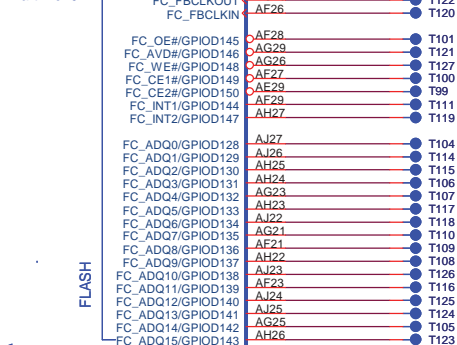 FC_FBCLKOUT T122
FC_FBCLKIN AF26 T120
FC_OE#/GPIOD145 AF28 T101
FC_AVD#/GPIOD146 AG29 T121
FC_WE#/GPIOD148 AG26 T127
FC_CE1#/GPIOD149 AF27 T100
FC_CE2#/GPIOD150 AE29 T99
FC_INT1/GPIOD144 AF29 T111
FC_INT2/GPIOD147 AH27 T119
FC_ADQ0/GPIOD128 AJ27 T104
FC_ADQ1/GPIOD129 AJ26 T114
FC_ADQ2/GPIOD130 AH25 T115
FC_ADQ3/GPIOD131 AH24 T106
FC_ADQ4/GPIOD132 AG23 T107
FC_ADQ5/GPIOD133 AH23 T117
FC_ADQ6/GPIOD134 AJ22 T118
FC_ADQ7/GPIOD135 AG21 T110
FC_ADQ8/GPIOD136 AF21 T109
FC_ADQ9/GPIOD137 AH22 T108
FC_ADQ10/GPIOD138 AJ23 T126
FC_ADQ11/GPIOD139 AF23 T116
FC_ADQ12/GPIOD140 AJ24 T125
FC_ADQ13/GPIOD141 AJ25 T124
FC_ADQ14/GPIOD142 AG25 T105
FC_ADQ15/GPIOD143 AH26 T123
FLASH